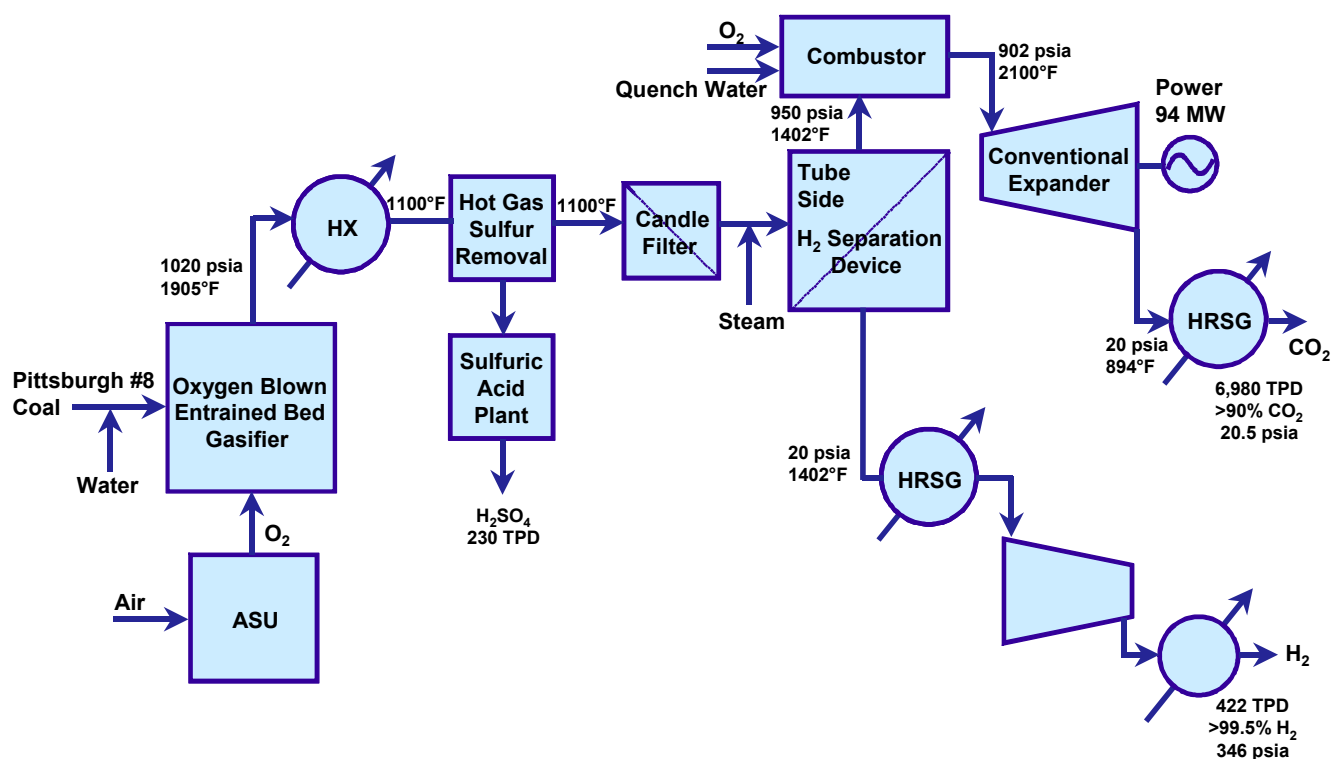 O₂
Quench Water
Combustor
902 psia
2100°F
Power
94 MW
950 psia
1402°F
Conventional
Expander
Tube
Side
H₂ Separation
Device
HX
1100°F
Hot Gas
Sulfur
Removal
1100°F
Candle
Filter
Steam
1020 psia
1905°F
Pittsburgh #8
Coal
Water
Oxygen Blown
Entrained Bed
Gasifier
Sulfuric
Acid
Plant
H₂SO₄
230 TPD
O₂
Air
ASU
20 psia
894°F
HRSG
CO₂
6,980 TPD
>90% CO₂
20.5 psia
20 psia
1402°F
HRSG
H₂
422 TPD
>99.5% H₂
346 psia